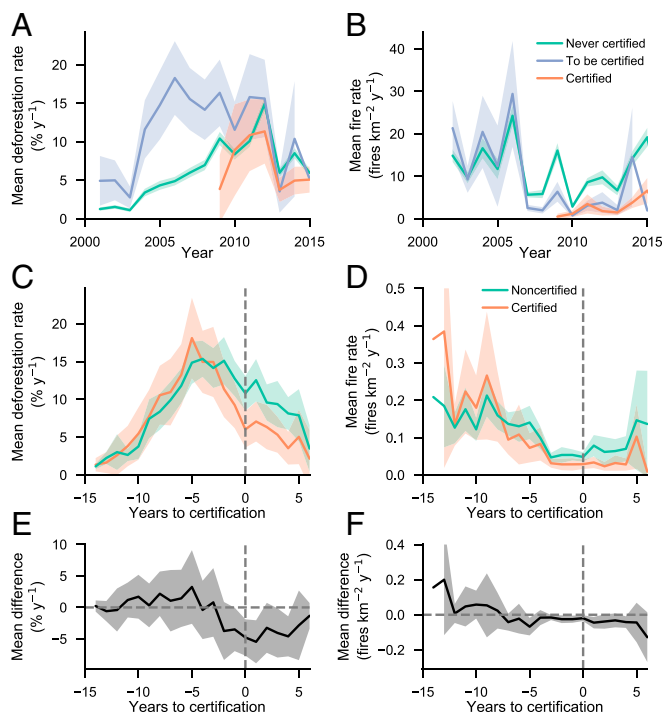 A
Mean deforestation rate
(% y⁻¹)
20
15
10
5
0
2000
2005
2010
2015
Year
B
Mean fire rate
(fires km⁻² y⁻¹)
40
30
20
10
0
2000
2005
2010
2015
Year
Never certified
To be certified
Certified
C
Mean deforestation rate
(% y⁻¹)
20
15
10
5
0
−15
−10
−5
0
5
Years to certification
D
Mean fire rate
(fires km⁻² y⁻¹)
0.5
0.4
0.3
0.2
0.1
0.0
−15
−10
−5
0
5
Years to certification
Noncertified
Certified
E
Mean difference
(% y⁻¹)
10
5
0
−5
−15
−10
−5
0
5
Years to certification
F
Mean difference
(fires km⁻² y⁻¹)
0.4
0.2
0.0
−0.2
−15
−10
−5
0
5
Years to certification